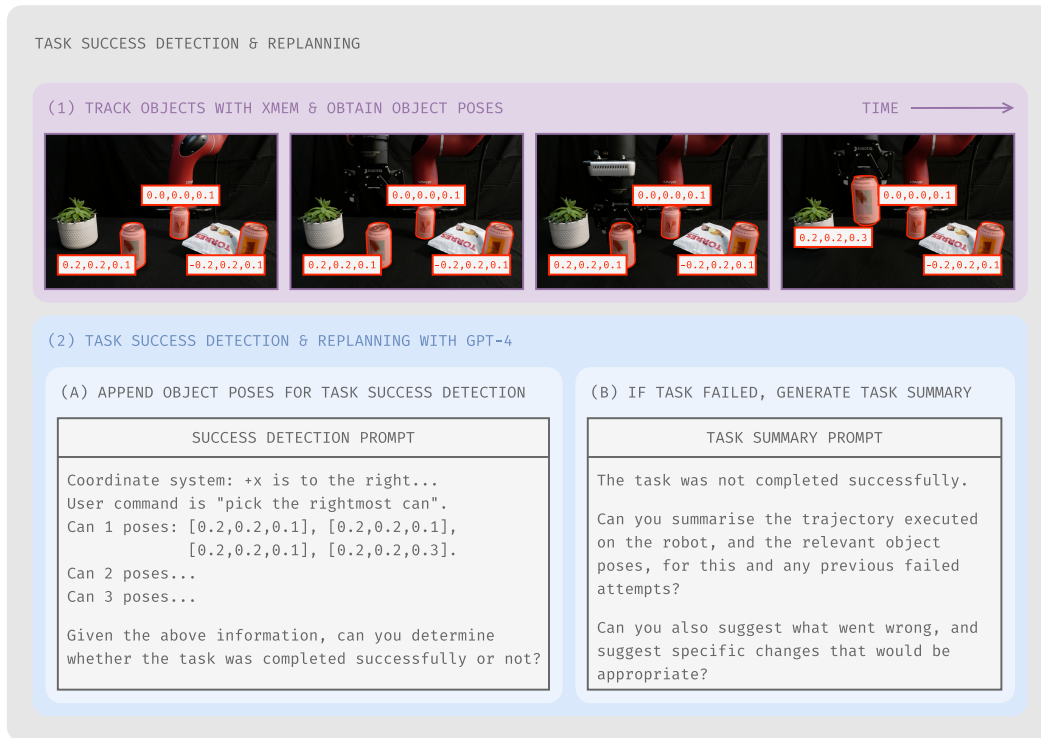 TASK SUCCESS DETECTION & REPLANNING
(1) TRACK OBJECTS WITH XMEM & OBTAIN OBJECT POSES
TIME
0.0,0.0,0.1
0.2,0.2,0.1
-0.2,0.2,0.1
TORRES
0.0,0.0,0.1
0.2,0.2,0.1
-0.2,0.2,0.1
TORRES
0.0,0.0,0.1
0.2,0.2,0.1
-0.2,0.2,0.1
TORRES
0.0,0.0,0.1
0.2,0.2,0.3
-0.2,0.2,0.1
TORRES
(2) TASK SUCCESS DETECTION & REPLANNING WITH GPT-4
(A) APPEND OBJECT POSES FOR TASK SUCCESS DETECTION
SUCCESS DETECTION PROMPT
Coordinate system: +x is to the right...
User command is "pick the rightmost can".
Can 1 poses: [0.2,0.2,0.1], [0.2,0.2,0.1],
[0.2,0.2,0.1], [0.2,0.2,0.3].
Can 2 poses...
Can 3 poses...
Given the above information, can you determine
whether the task was completed successfully or not?
(B) IF TASK FAILED, GENERATE TASK SUMMARY
TASK SUMMARY PROMPT
The task was not completed successfully.
Can you summarise the trajectory executed
on the robot, and the relevant object
poses, for this and any previous failed
attempts?
Can you also suggest what went wrong, and
suggest specific changes that would be
appropriate?